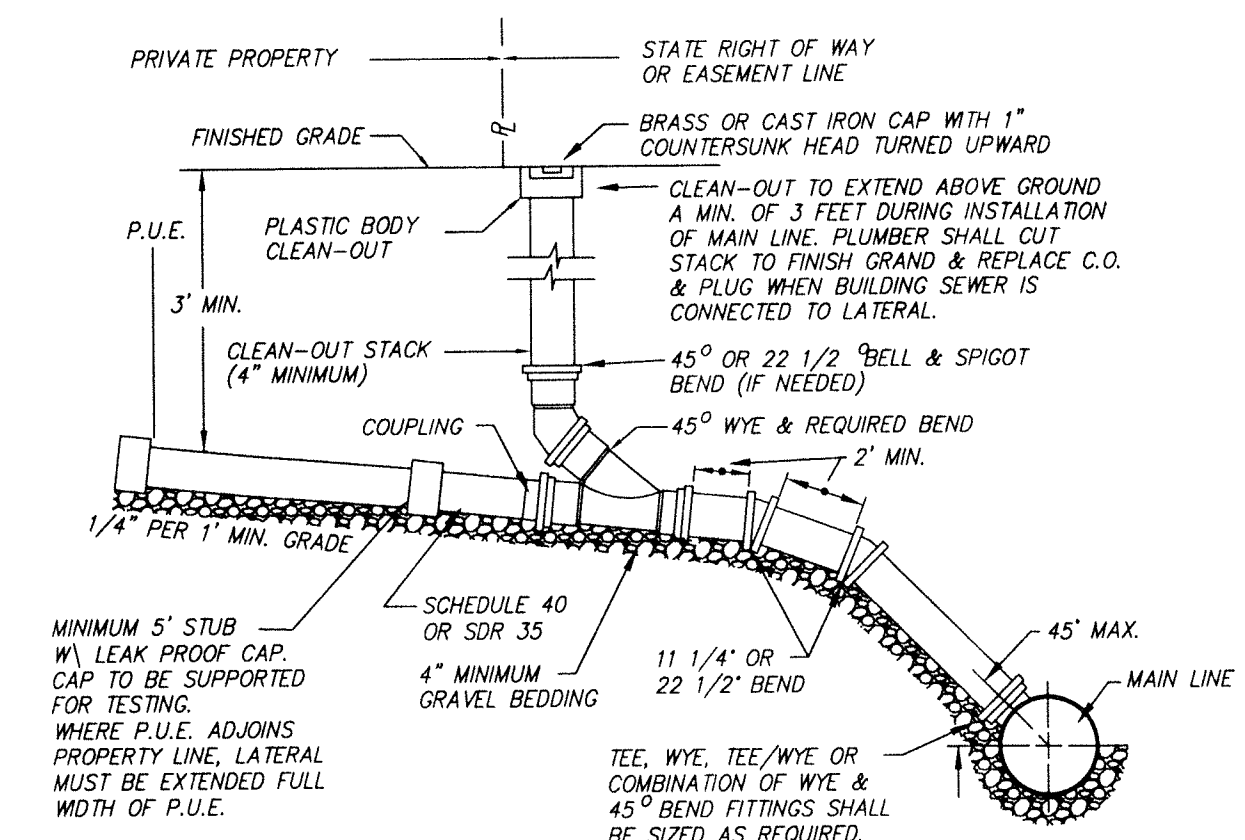 PRIVATE PROPERTY
STATE RIGHT OF WAY
OR EASEMENT LINE
PL
BRASS OR CAST IRON CAP WITH 1"
COUNTERSUNK HEAD TURNED UPWARD
FINISHED GRADE
CLEAN-OUT TO EXTEND ABOVE GROUND
A MIN. OF 3 FEET DURING INSTALLATION
OF MAIN LINE. PLUMBER SHALL CUT
STACK TO FINISH GRAND & REPLACE C.O.
& PLUG WHEN BUILDING SEWER IS
CONNECTED TO LATERAL.
P.U.E.
PLASTIC BODY
CLEAN-OUT
3' MIN.
CLEAN-OUT STACK
(4" MINIMUM)
45° OR 22 1/2 °BELL & SPIGOT
BEND (IF NEEDED)
COUPLING
45° WYE & REQUIRED BEND
2' MIN.
1/4" PER 1' MIN. GRADE
SCHEDULE 40
OR SDR 35
MINIMUM 5' STUB
W\ LEAK PROOF CAP.
CAP TO BE SUPPORTED
FOR TESTING.
WHERE P.U.E. ADJOINS
PROPERTY LINE, LATERAL
MUST BE EXTENDED FULL
WIDTH OF P.U.E.
4" MINIMUM
GRAVEL BEDDING
11 1/4° OR
22 1/2° BEND
45° MAX.
MAIN LINE
TEE, WYE, TEE/WYE OR
COMBINATION OF WYE &
45° BEND FITTINGS SHALL
BE SIZED AS REQUIRED.